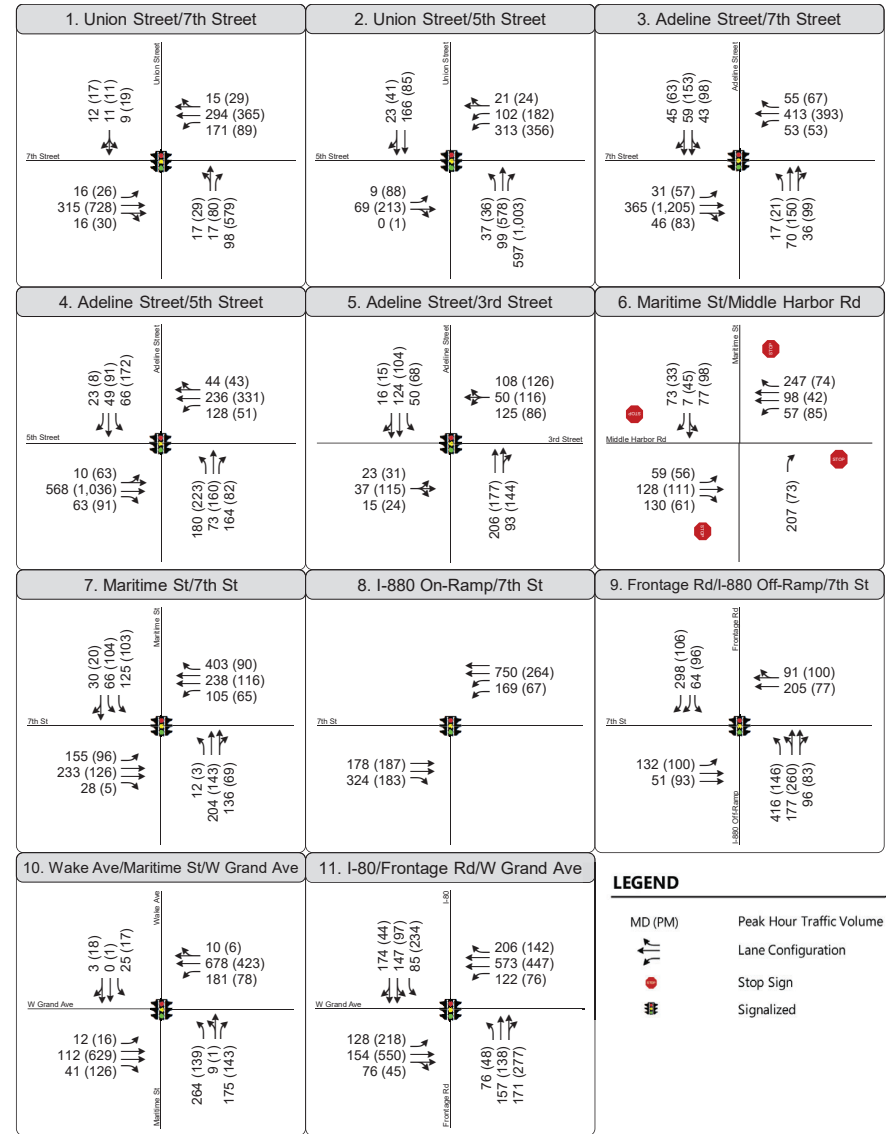 1. Union Street/7th Street
Union Street
12 (17)
11 (11)
9 (19)
15 (29)
294 (365)
171 (89)
7th Street
16 (26)
315 (728)
16 (30)
17 (29)
17 (80)
98 (579)
2. Union Street/5th Street
Union Street
23 (41)
166 (85)
21 (24)
102 (182)
313 (356)
5th Street
9 (88)
69 (213)
0 (1)
37 (36)
99 (578)
597 (1,003)
3. Adeline Street/7th Street
Adeline Street
45 (63)
59 (153)
43 (98)
55 (67)
413 (393)
53 (53)
7th Street
31 (57)
365 (1,205)
46 (83)
17 (21)
70 (150)
36 (99)
4. Adeline Street/5th Street
Adeline Street
23 (8)
49 (91)
66 (172)
44 (43)
236 (331)
128 (51)
5th Street
10 (63)
568 (1,036)
63 (91)
180 (223)
73 (160)
164 (82)
5. Adeline Street/3rd Street
Adeline Street
16 (15)
124 (104)
50 (68)
108 (126)
50 (116)
125 (86)
3rd Street
23 (31)
37 (115)
15 (24)
206 (177)
93 (144)
6. Maritime St/Middle Harbor Rd
Maritime St
STOP
73 (33)
7 (45)
77 (98)
247 (74)
98 (42)
57 (85)
STOP
Middle Harbor Rd
STOP
59 (56)
128 (111)
130 (61)
207 (73)
STOP
7. Maritime St/7th St
Maritime St
30 (20)
66 (104)
125 (103)
403 (90)
238 (116)
105 (65)
7th St
155 (96)
233 (126)
28 (5)
12 (3)
204 (143)
136 (69)
8. I-880 On-Ramp/7th St
750 (264)
169 (67)
7th St
178 (187)
324 (183)
9. Frontage Rd/I-880 Off-Ramp/7th St
Frontage Rd
298 (106)
64 (96)
91 (100)
205 (77)
7th St
132 (100)
51 (93)
I-880 Off-Ramp
416 (146)
177 (260)
96 (83)
10. Wake Ave/Maritime St/W Grand Ave
Wake Ave
3 (18)
0 (1)
25 (17)
10 (6)
678 (423)
181 (78)
W Grand Ave
12 (16)
112 (629)
41 (126)
Maritime St
264 (139)
9 (1)
175 (143)
11. I-80/Frontage Rd/W Grand Ave
I-80
174 (44)
147 (97)
85 (234)
206 (142)
573 (447)
122 (76)
W Grand Ave
128 (218)
154 (550)
76 (45)
Frontage Rd
76 (48)
157 (138)
171 (277)
LEGEND
MD (PM) Peak Hour Traffic Volume
Lane Configuration
STOP Stop Sign
Signalized